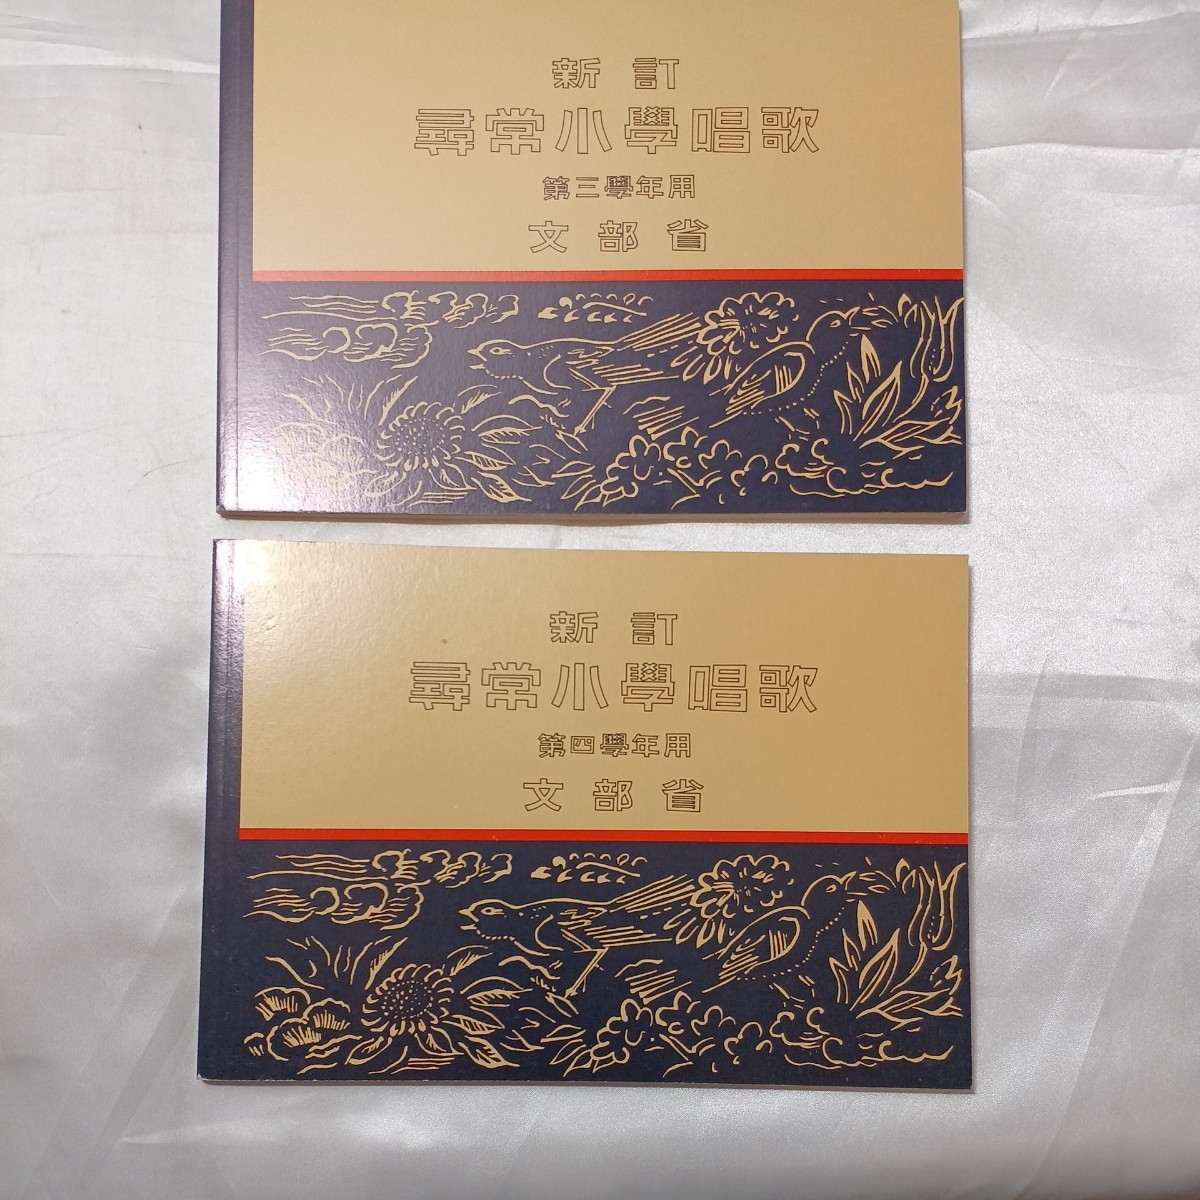 新訂
尋常小學唱歌
第三學年用
文部省
新訂
尋常小學唱歌
第四學年用
文部省